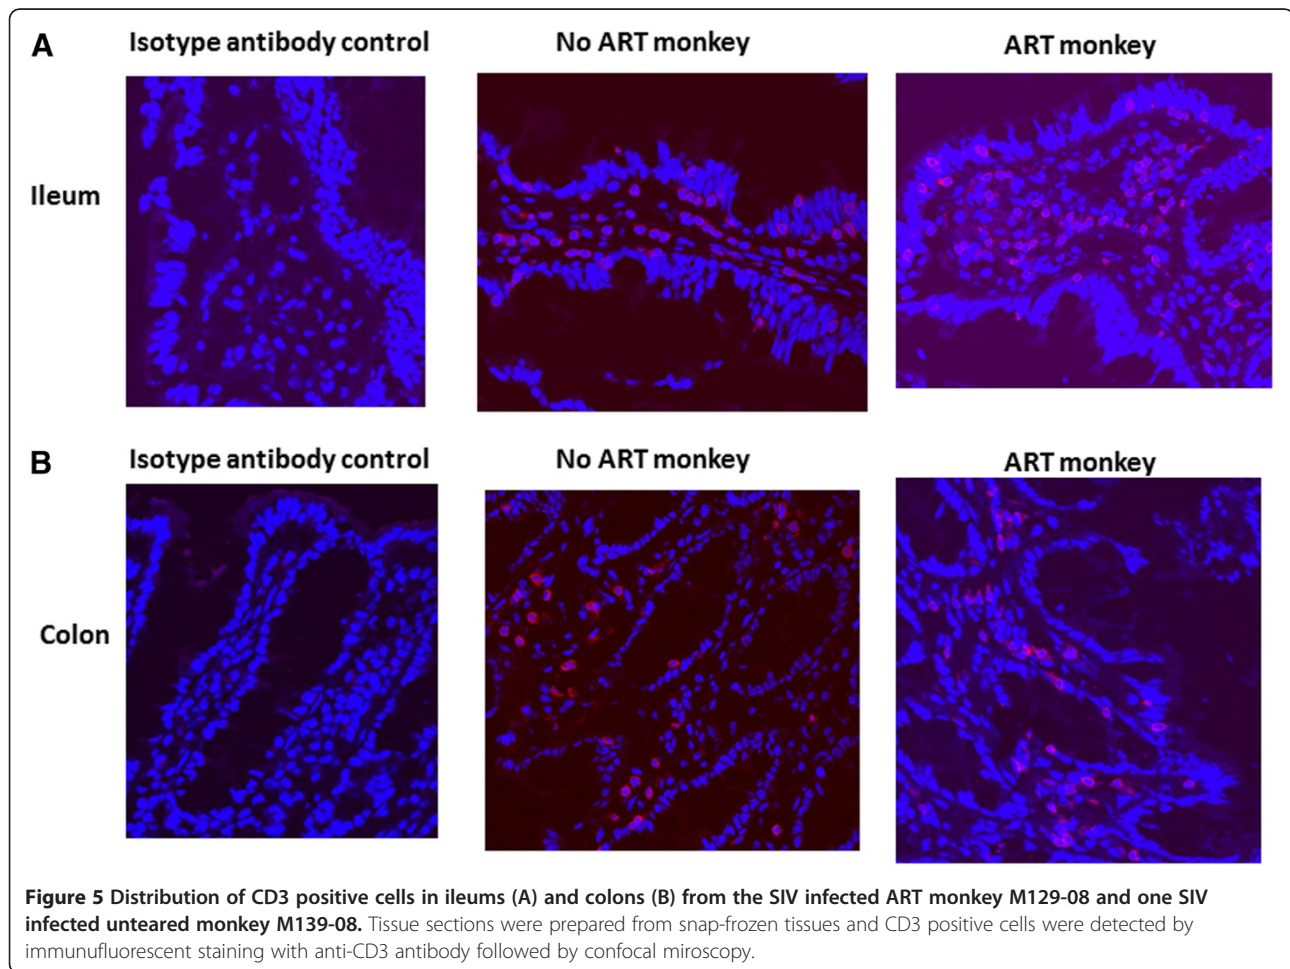 A
Isotype antibody control
No ART monkey
ART monkey
Ileum
B
Isotype antibody control
No ART monkey
ART monkey
Colon
Figure 5 Distribution of CD3 positive cells in ileums (A) and colons (B) from the SIV infected ART monkey M129-08 and one SIV
infected unteared monkey M139-08. Tissue sections were prepared from snap-frozen tissues and CD3 positive cells were detected by
immunufluorescent staining with anti-CD3 antibody followed by confocal miroscopy.